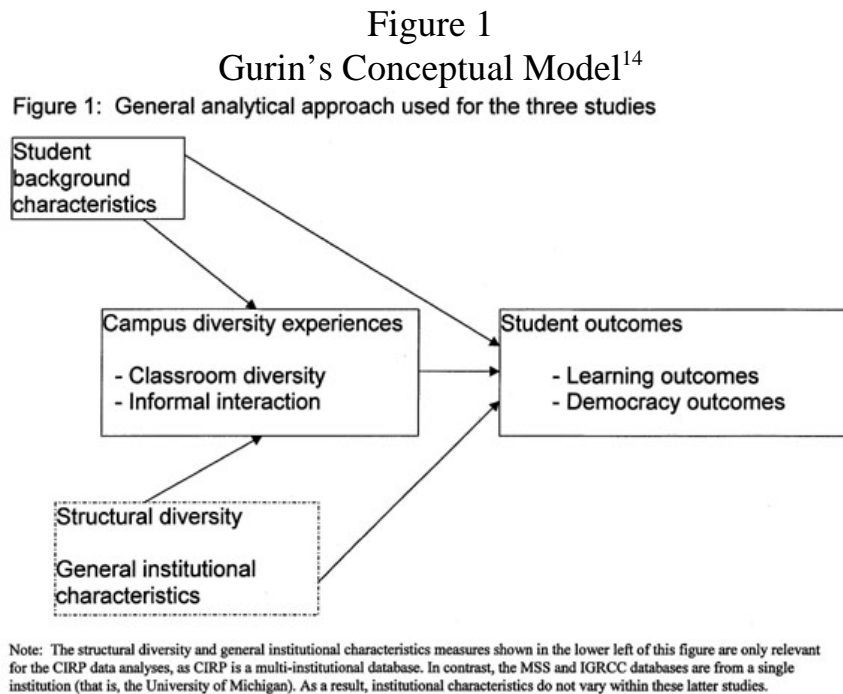 Figure 1
Gurin's Conceptual Model14
Figure 1: General analytical approach used for the three studies
Student
background
characteristics
Campus diversity experiences
- Classroom diversity
- Informal interaction
Student outcomes
- Learning outcomes
- Democracy outcomes
Structural diversity
General institutional
characteristics
Note: The structural diversity and general institutional characteristics measures shown in the lower left of this figure are only relevant
for the CIRP data analyses, as CIRP is a multi-institutional database. In contrast, the MSS and IGRCC databases are from a single
institution (that is, the University of Michigan). As a result, institutional characteristics do not vary within these latter studies.